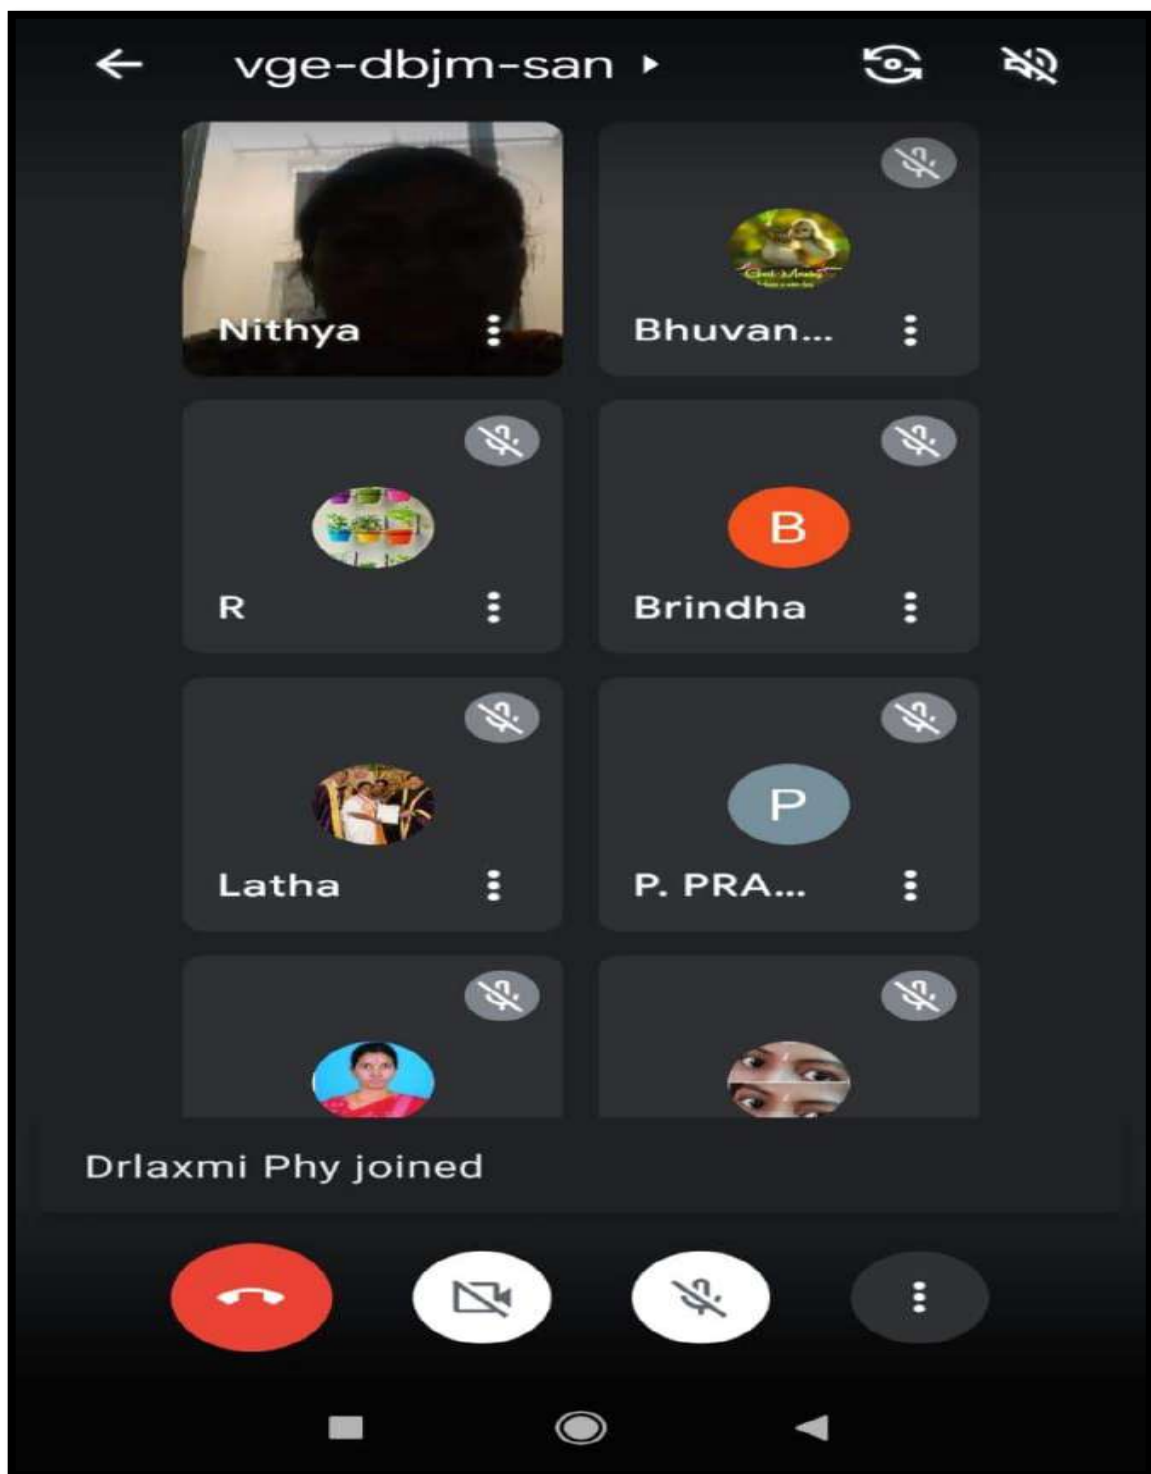 vge-dbjm-san
Nithya
Bhuvan...
R
B
Brindha
Latha
P
P. PRA...
Drlaxmi Phy joined